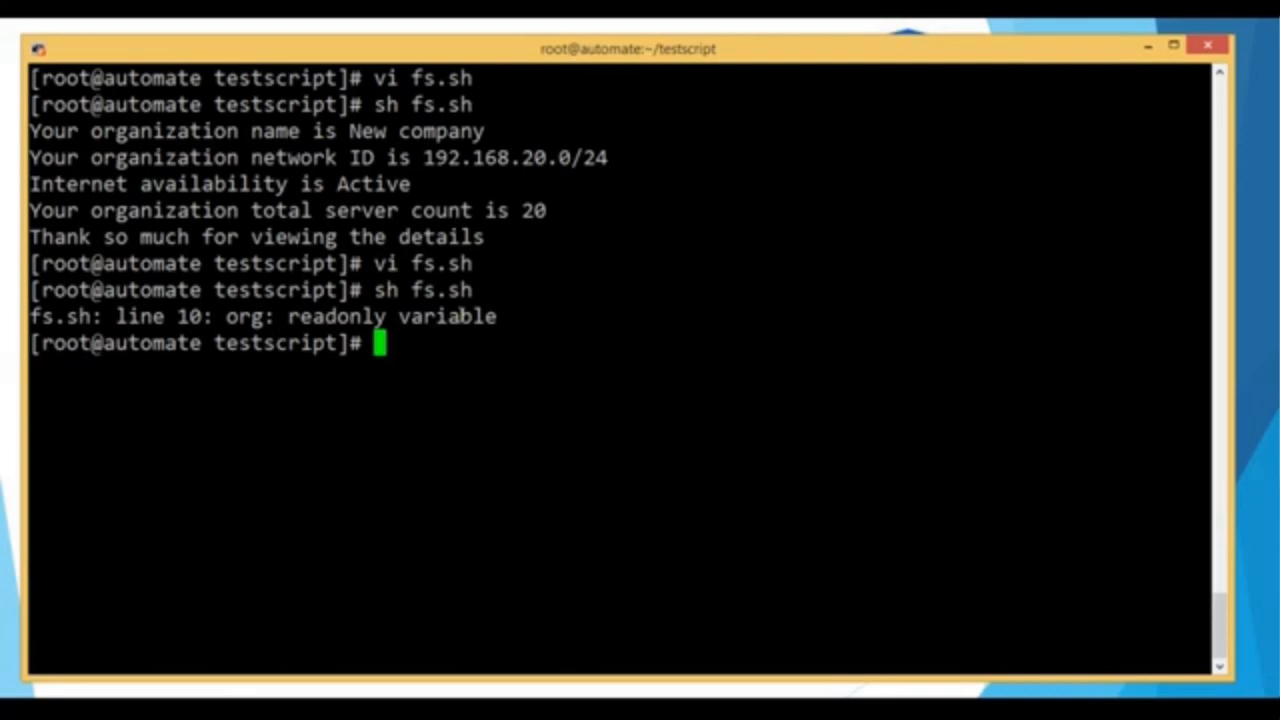 root@automate:~/testscript
[root@automate testscript]# vi fs.sh
[root@automate testscript]# sh fs.sh
Your organization name is New company
Your organization network ID is 192.168.20.0/24
Internet availability is Active
Your organization total server count is 20
Thank so much for viewing the details
[root@automate testscript]# vi fs.sh
[root@automate testscript]# sh fs.sh
fs.sh: line 10: org: readonly variable
[root@automate testscript]#